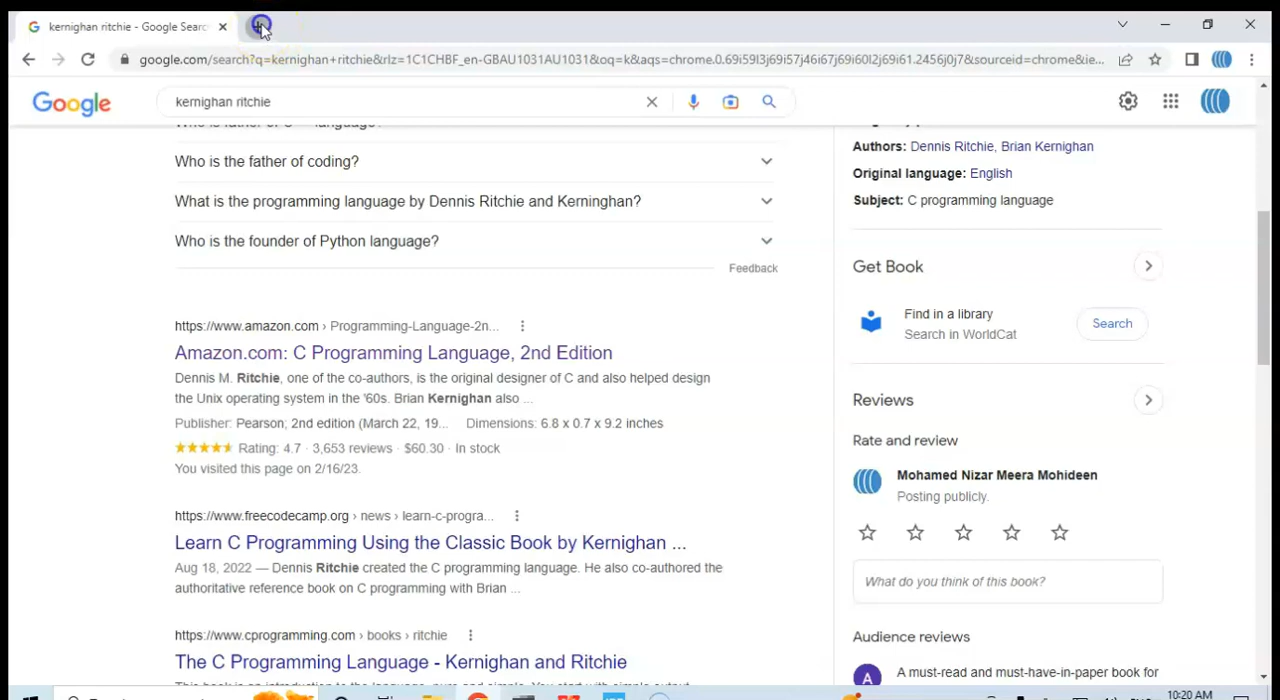 kernighan ritchie - Google Searc
google.com/search?q=kernighan+ritchie&rlz=1C1CHBF_en-GBAU1031AU1031&oq=k&aqs=chrome.0.69i59l3j69i57j46i67j69i60l2j69i61.2456j0j7&sourceid=chrome&ie...
Google
kernighan ritchie
Who is the father of coding?
What is the programming language by Dennis Ritchie and Kerninghan?
Who is the founder of Python language?
Feedback
https://www.amazon.com › Programming-Language-2n...
Amazon.com: C Programming Language, 2nd Edition
Dennis M. Ritchie, one of the co-authors, is the original designer of C and also helped design
the Unix operating system in the '60s. Brian Kernighan also ...
Publisher: Pearson; 2nd edition (March 22, 19... Dimensions: 6.8 x 0.7 x 9.2 inches
Rating: 4.7 · 3,653 reviews · $60.30 · In stock
You visited this page on 2/16/23.
https://www.freecodecamp.org › news › learn-c-progra...
Learn C Programming Using the Classic Book by Kernighan ...
Aug 18, 2022 — Dennis Ritchie created the C programming language. He also co-authored the
authoritative reference book on C programming with Brian ...
https://www.cprogramming.com › books › ritchie
The C Programming Language - Kernighan and Ritchie
Authors: Dennis Ritchie, Brian Kernighan
Original language: English
Subject: C programming language
Get Book
Find in a library
Search in WorldCat
Search
Reviews
Rate and review
Mohamed Nizar Meera Mohideen
Posting publicly.
What do you think of this book?
Audience reviews
A
A must-read and must-have-in-paper book for
10:20 AM